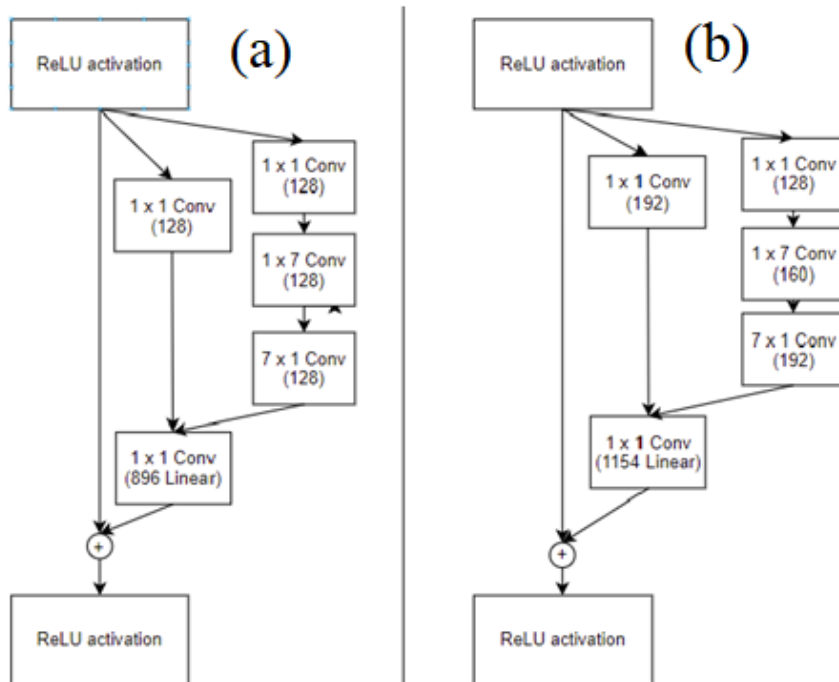 (a)
ReLU activation
1 x 1 Conv
(128)
1 x 1 Conv
(128)
1 x 7 Conv
(128)
7 x 1 Conv
(128)
1 x 1 Conv
(896 Linear)
+
ReLU activation
(b)
ReLU activation
1 x 1 Conv
(192)
1 x 1 Conv
(128)
1 x 7 Conv
(160)
7 x 1 Conv
(192)
1 x 1 Conv
(1154 Linear)
+
ReLU activation